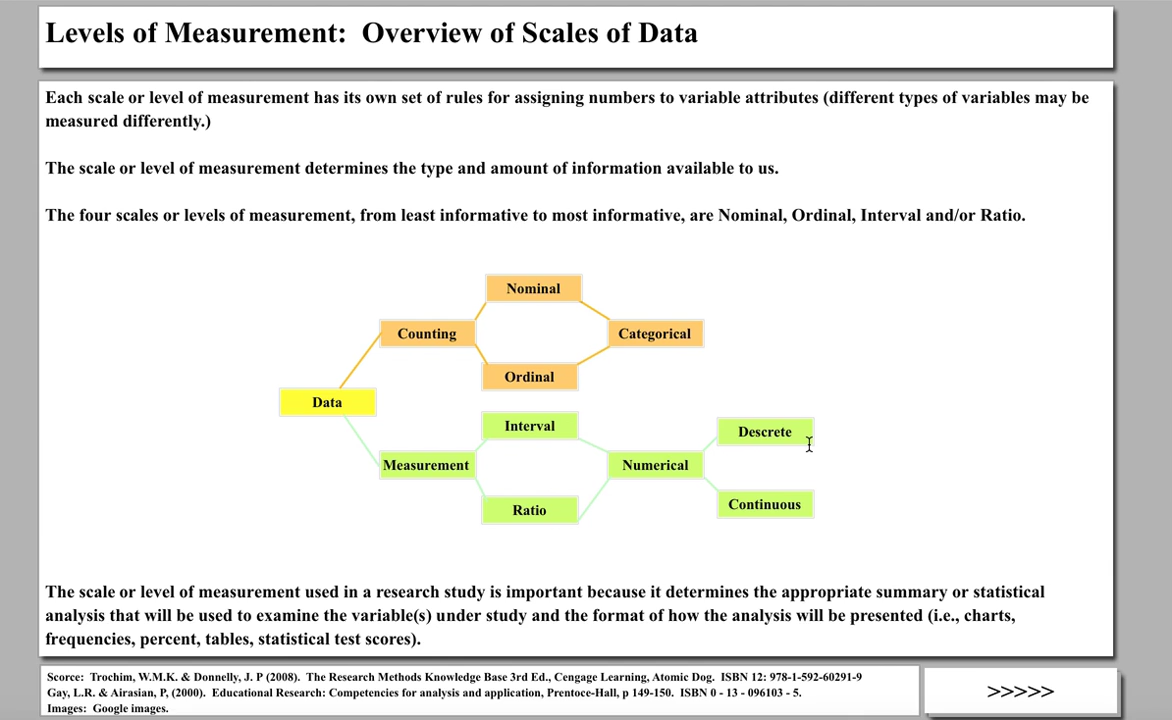 Levels of Measurement:  Overview of Scales of Data
Each scale or level of measurement has its own set of rules for assigning numbers to variable attributes (different types of variables may be
measured differently.)
The scale or level of measurement determines the type and amount of information available to us.
The four scales or levels of measurement, from least informative to most informative, are Nominal, Ordinal, Interval and/or Ratio.
Nominal
Counting
Categorical
Ordinal
Data
Interval
Descrete
Measurement
Numerical
Continuous
Ratio
The scale or level of measurement used in a research study is important because it determines the appropriate summary or statistical
analysis that will be used to examine the variable(s) under study and the format of how the analysis will be presented (i.e., charts,
frequencies, percent, tables, statistical test scores).
Scorce:  Trochim, W.M.K. & Donnelly, J. P (2008).  The Research Methods Knowledge Base 3rd Ed., Cengage Learning, Atomic Dog.  ISBN 12: 978-1-592-60291-9
Gay, L.R. & Airasian, P, (2000).  Educational Research: Competencies for analysis and application, Prentoce-Hall, p 149-150.  ISBN 0 - 13 - 096103 - 5.
Images:  Google images.
>>>>>